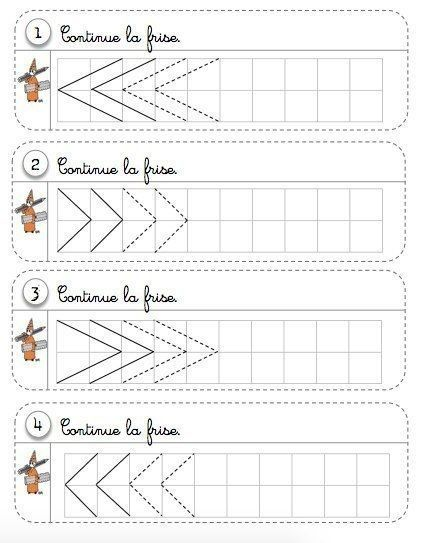 1 Continue la frise.
2 Continue la frise.
3 Continue la frise.
4 Continue la frise.